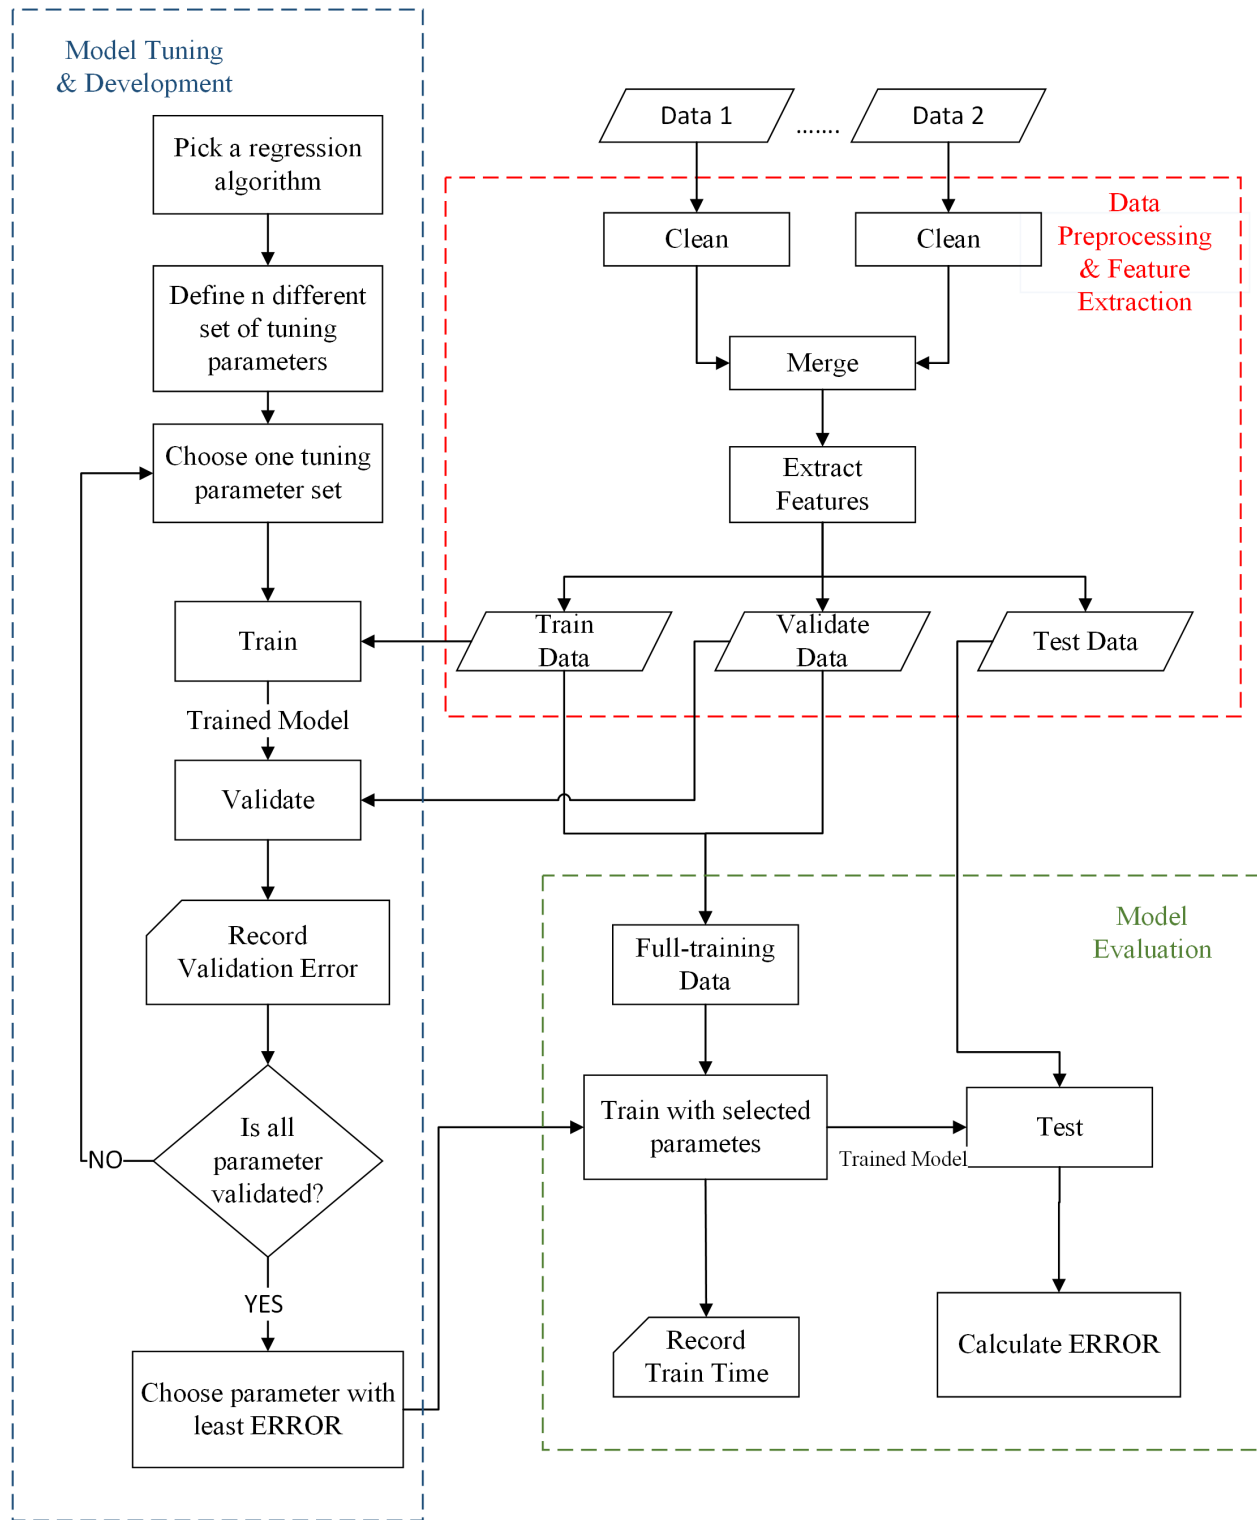 Model Tuning
& Development
Pick a regression
algorithm
Define n different
set of tuning
parameters
Choose one tuning
parameter set
Train
Trained Model
Validate
Record
Validation Error
Is all
parameter
validated?
NO
YES
Choose parameter with
least ERROR
Data 1
.......
Data 2
Data
Preprocessing
& Feature
Extraction
Clean
Clean
Merge
Extract
Features
Train
Data
Validate
Data
Test Data
Model
Evaluation
Full-training
Data
Train with selected
parametes
Trained Model
Test
Record
Train Time
Calculate ERROR